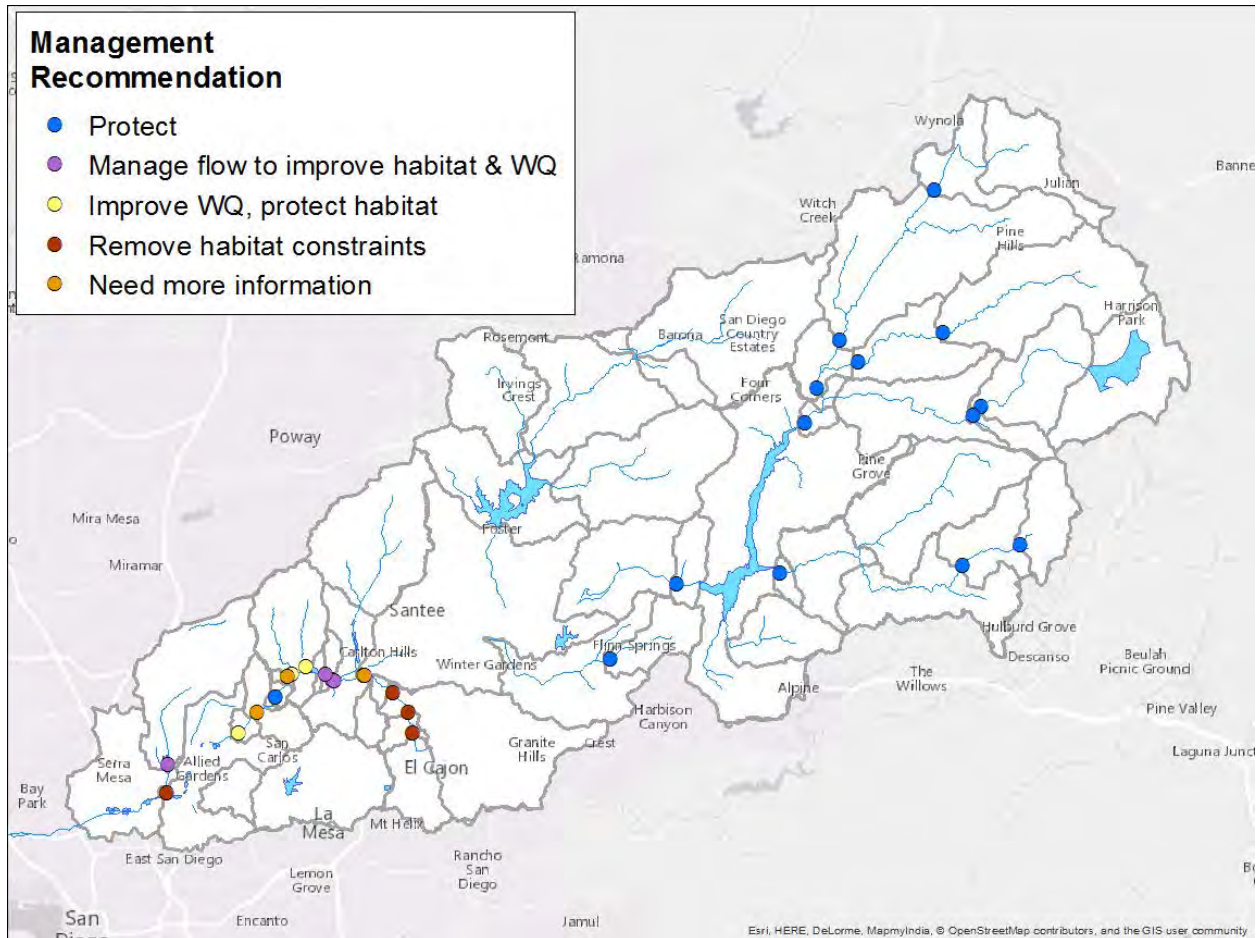 Management
Recommendation
Protect
Manage flow to improve habitat & WQ
Improve WQ, protect habitat
Remove habitat constraints
Need more information
Wynola
Banne
Julian
Witch
Creek
Pine
Hills
Ramona
Harrison
Park
San Diego
Country
Estates
Barona
Rosemont
Irvings
Crest
Four
Corners
Poway
Pine
Grove
Mira Mesa
Foster
Miramar
Santee
Hulburd Grove
Carlton Hills
Flinn Springs
Descanso
Beulah
Picnic Ground
Winter Gardens
The
Willows
Alpine
Harbison
Canyon
Pine Valley
San
Carlos
Granite
Hills
Crest
Laguna Junct
Serra
Mesa
Allied
Gardens
El Cajon
Bay
Park
La
Mesa
Mt Helix
East San Diego
Rancho
San
Diego
Lemon
Grove
San
Encanto
Jamul
Esri, HERE, DeLorme, MapmyIndia, © OpenStreetMap contributors, and the GIS user community